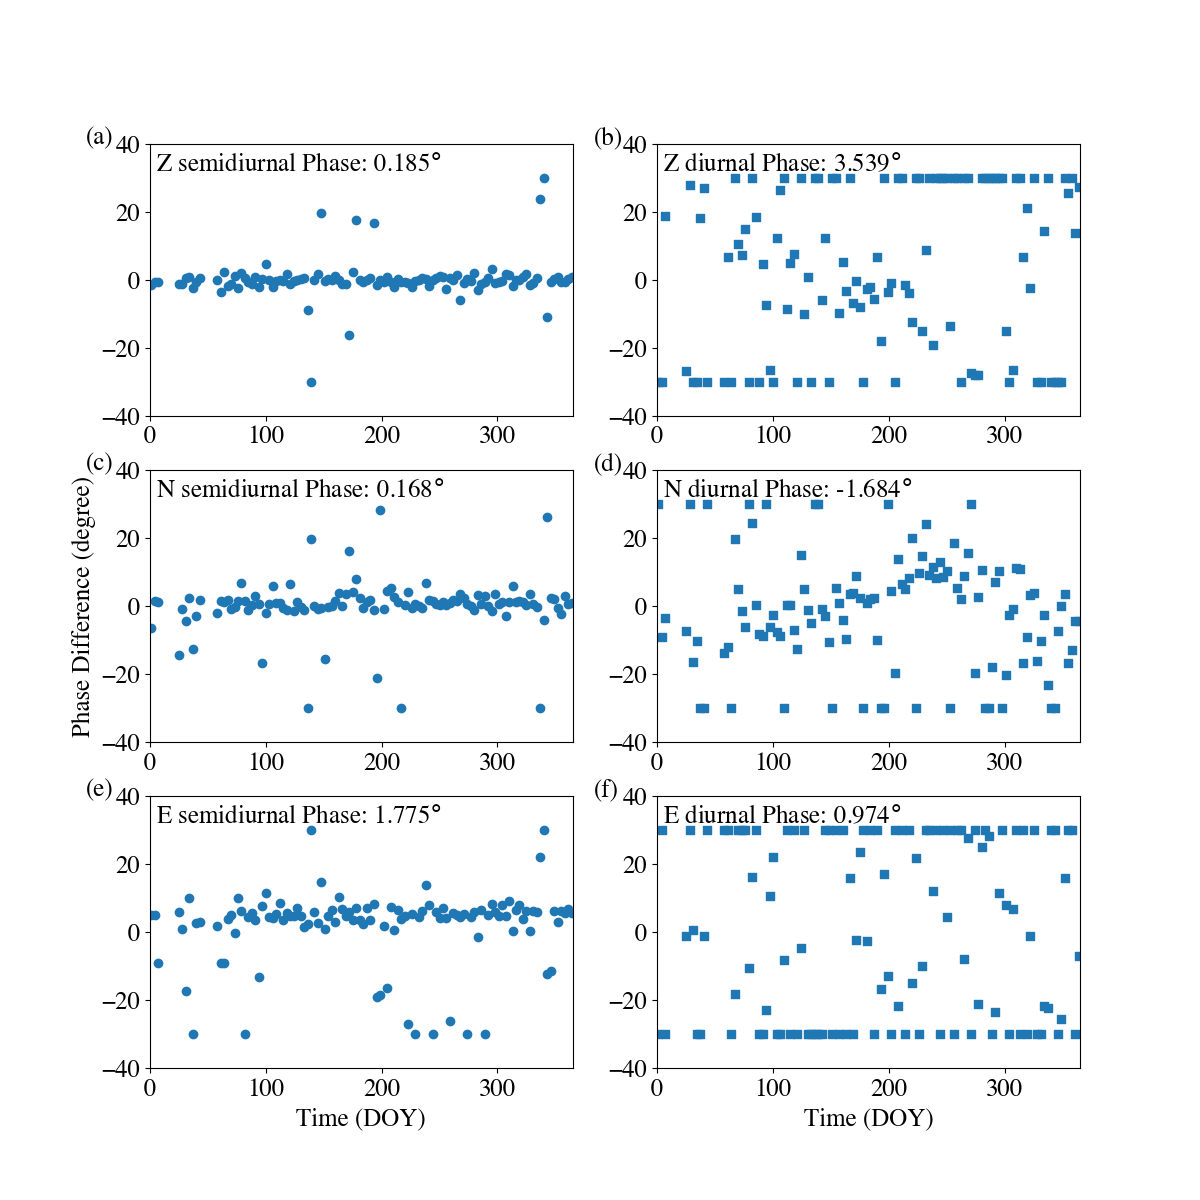 (a)
40
Z semidiurnal Phase: 0.185°
20
0
−20
−40
0 100 200 300
(b)
40
Z diurnal Phase: 3.539°
20
0
−20
−40
0 100 200 300
Phase Difference (degree)
(c)
40
N semidiurnal Phase: 0.168°
20
0
−20
−40
0 100 200 300
(d)
40
N diurnal Phase: -1.684°
20
0
−20
−40
0 100 200 300
(e)
40
E semidiurnal Phase: 1.775°
20
0
−20
−40
0 100 200 300
Time (DOY)
(f)
40
E diurnal Phase: 0.974°
20
0
−20
−40
0 100 200 300
Time (DOY)